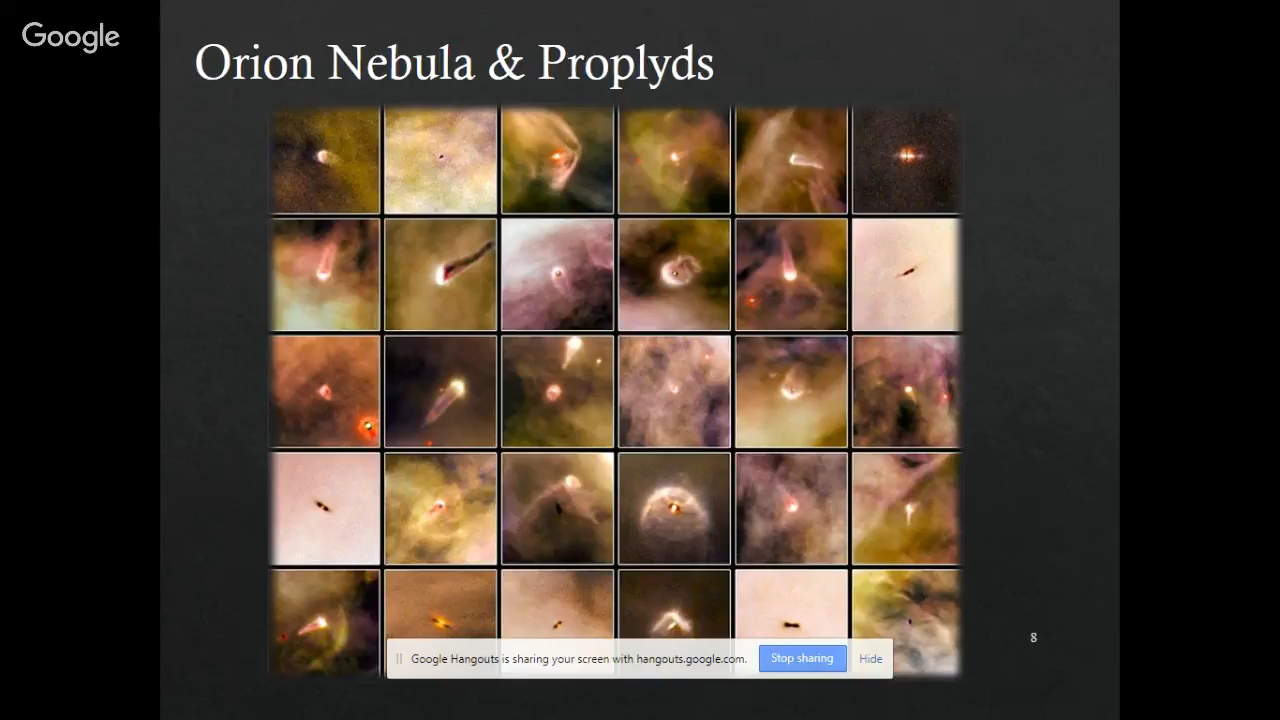 Google
Orion Nebula & Proplyds
8
Google Hangouts is sharing your screen with hangouts.google.com.
Stop sharing
Hide